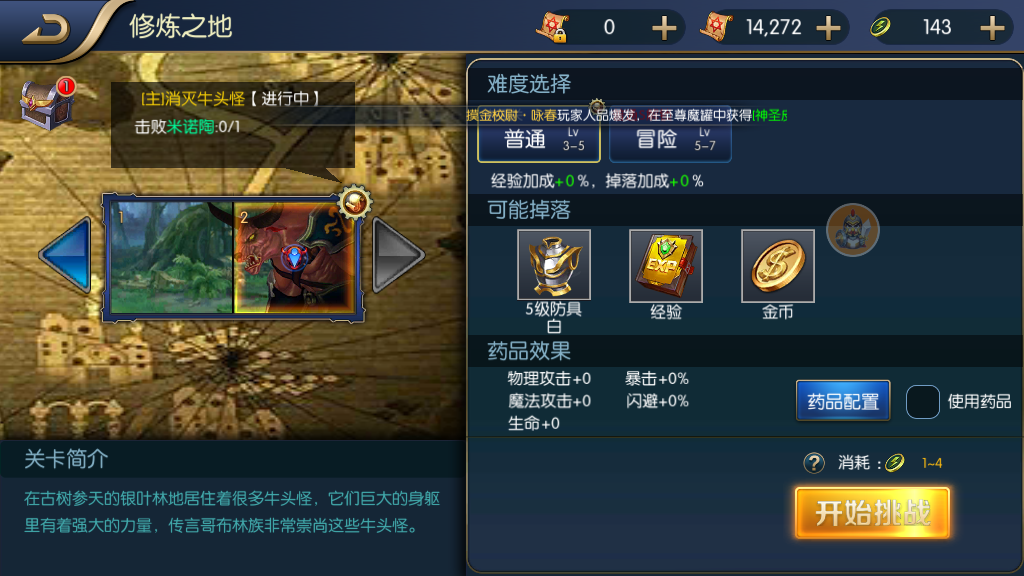 修炼之地
0
14,272
143
1
[主]消灭牛头怪【进行中】
击败米诺陶:0/1
1
2
关卡简介
在古树参天的银叶林地居住着很多牛头怪，它们巨大的身躯
里有着强大的力量，传言哥布林族非常崇尚这些牛头怪。
难度选择
摸金校尉·咏春玩家人品爆发，在至尊魔罐中获得[神圣
普通 Lv 3-5
冒险 Lv 5-7
经验加成+0%，掉落加成+0%
可能掉落
EXP
5级防具
白
经验
金币
药品效果
物理攻击+0 暴击+0%
魔法攻击+0 闪避+0%
生命+0
药品配置
使用药品
? 消耗： 1~4
开始挑战